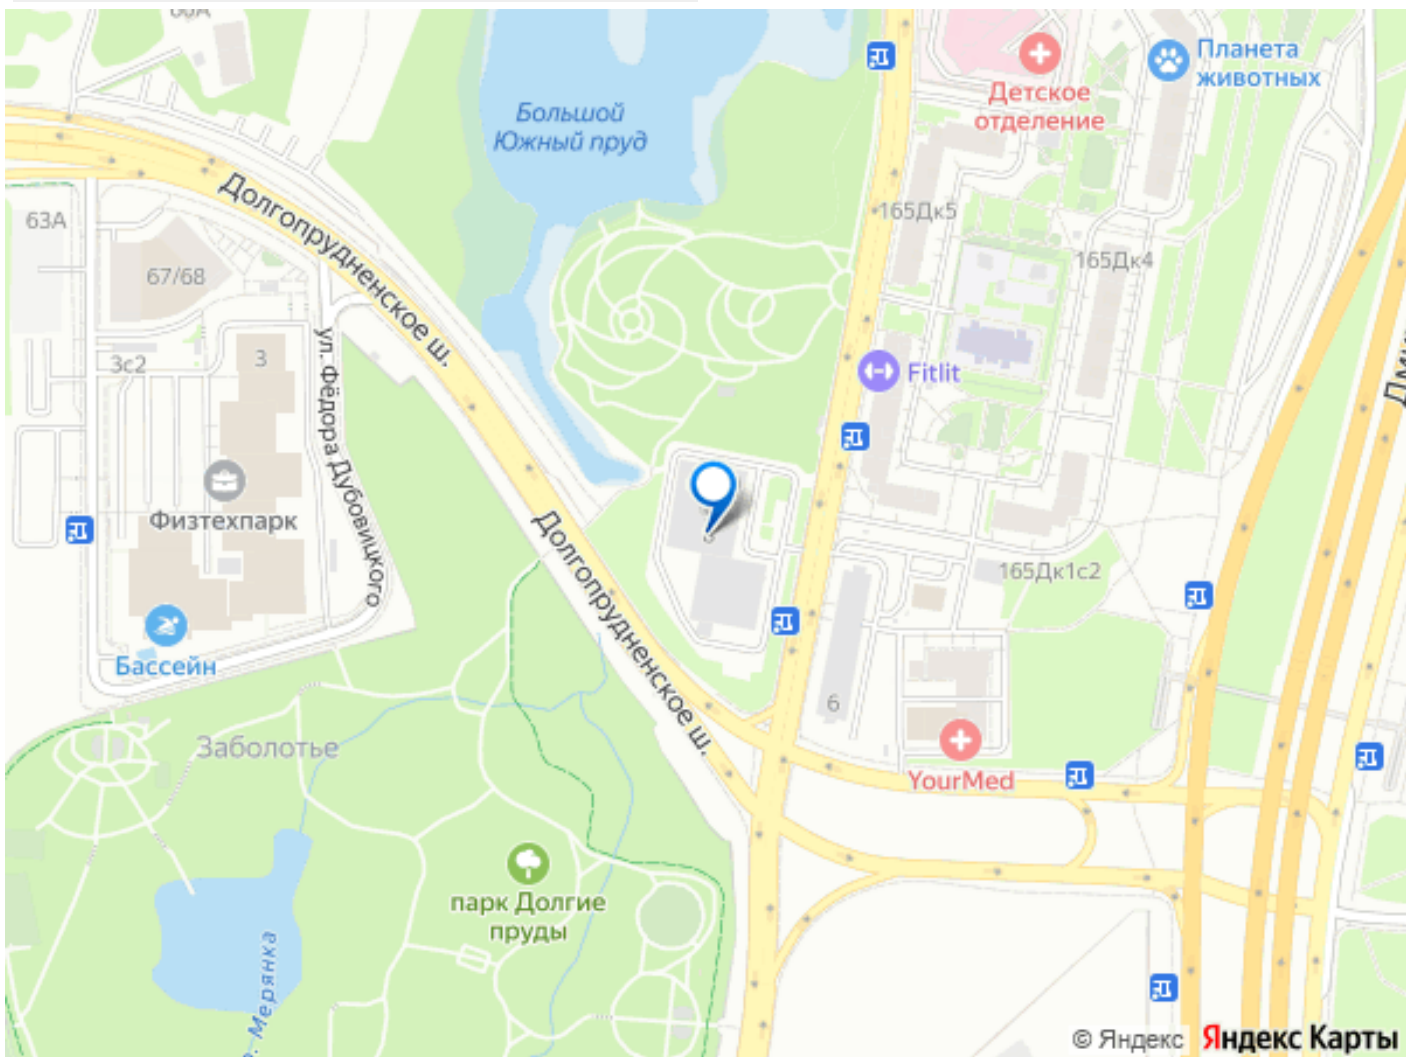 Большой
Южный пруд
Детское
отделение
Планета
животных
63А
67/68
Долгопрудненское ш.
165Дк5
165Дк4
3с2
3
ул. Фёдора Дубовицкого
Fitlit
Физтехпарк
Долгопрудненское ш.
165Дк1с2
Бассейн
6
Заболотье
YourMed
парк Долгие
пруды
Мерянка
© Яндекс Яндекс Карты